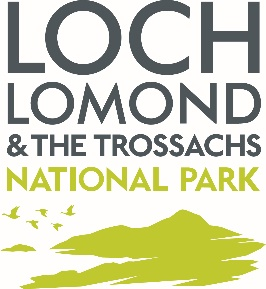 LOCH
LOMOND
& THE TROSSACHS
NATIONAL PARK